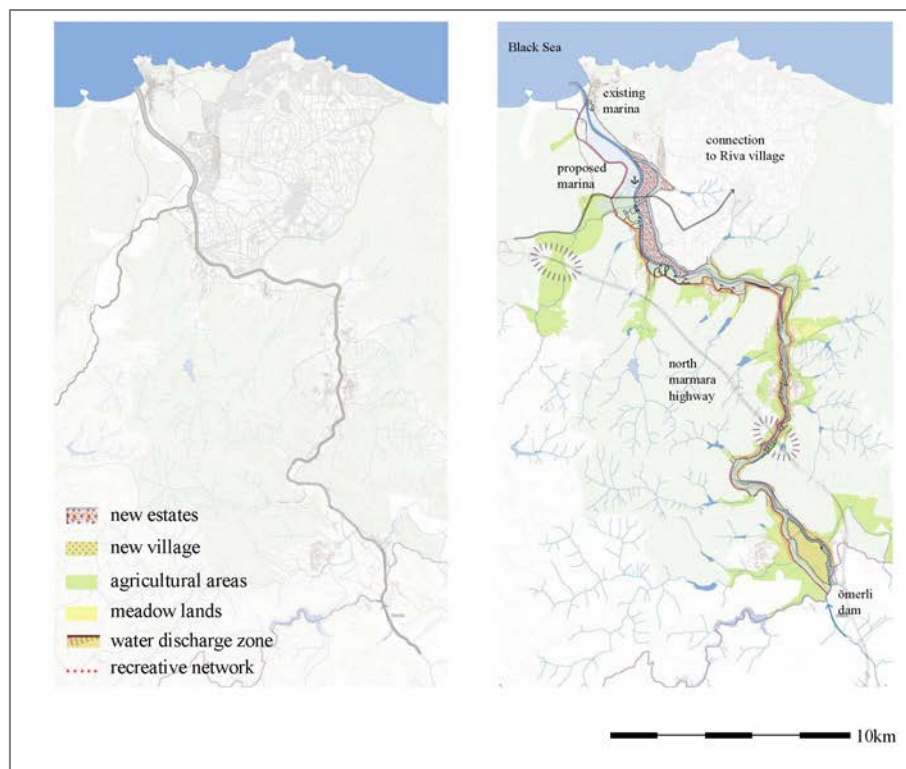 Black Sea
existing
marina
connection
to Riva village
proposed
marina
north
marmara
highway
new estates
new village
agricultural areas
meadow lands
water discharge zone
recreative network
ömerli
dam
10km